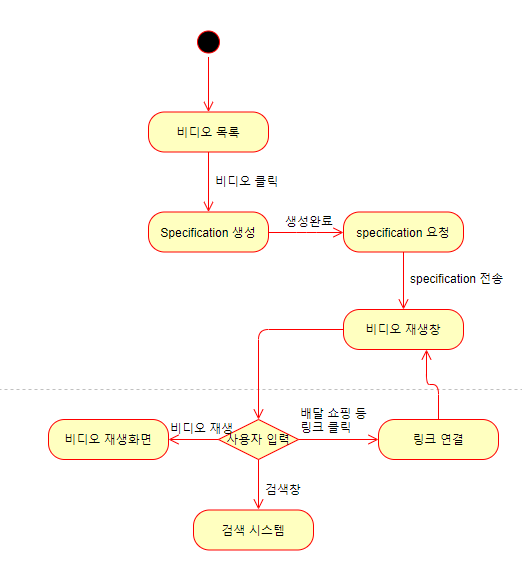 비디오 목록
비디오 클릭
Specification 생성
생성완료
specification 요청
specification 전송
비디오 재생창
비디오 재생화면
비디오 재생
사용자 입력
배달 쇼핑 등
링크 클릭
링크 연결
검색창
검색 시스템